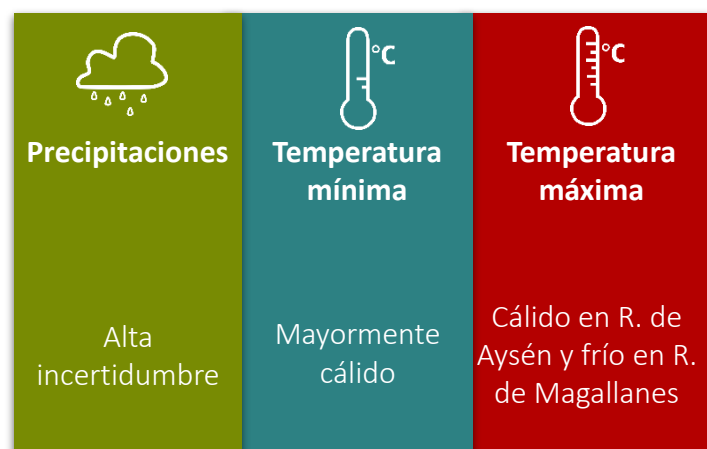 Precipitaciones
Alta
incertidumbre
°C
Temperatura
mínima
Mayormente
cálido
°C
Temperatura
máxima
Cálido en R. de
Aysén y frío en R.
de Magallanes